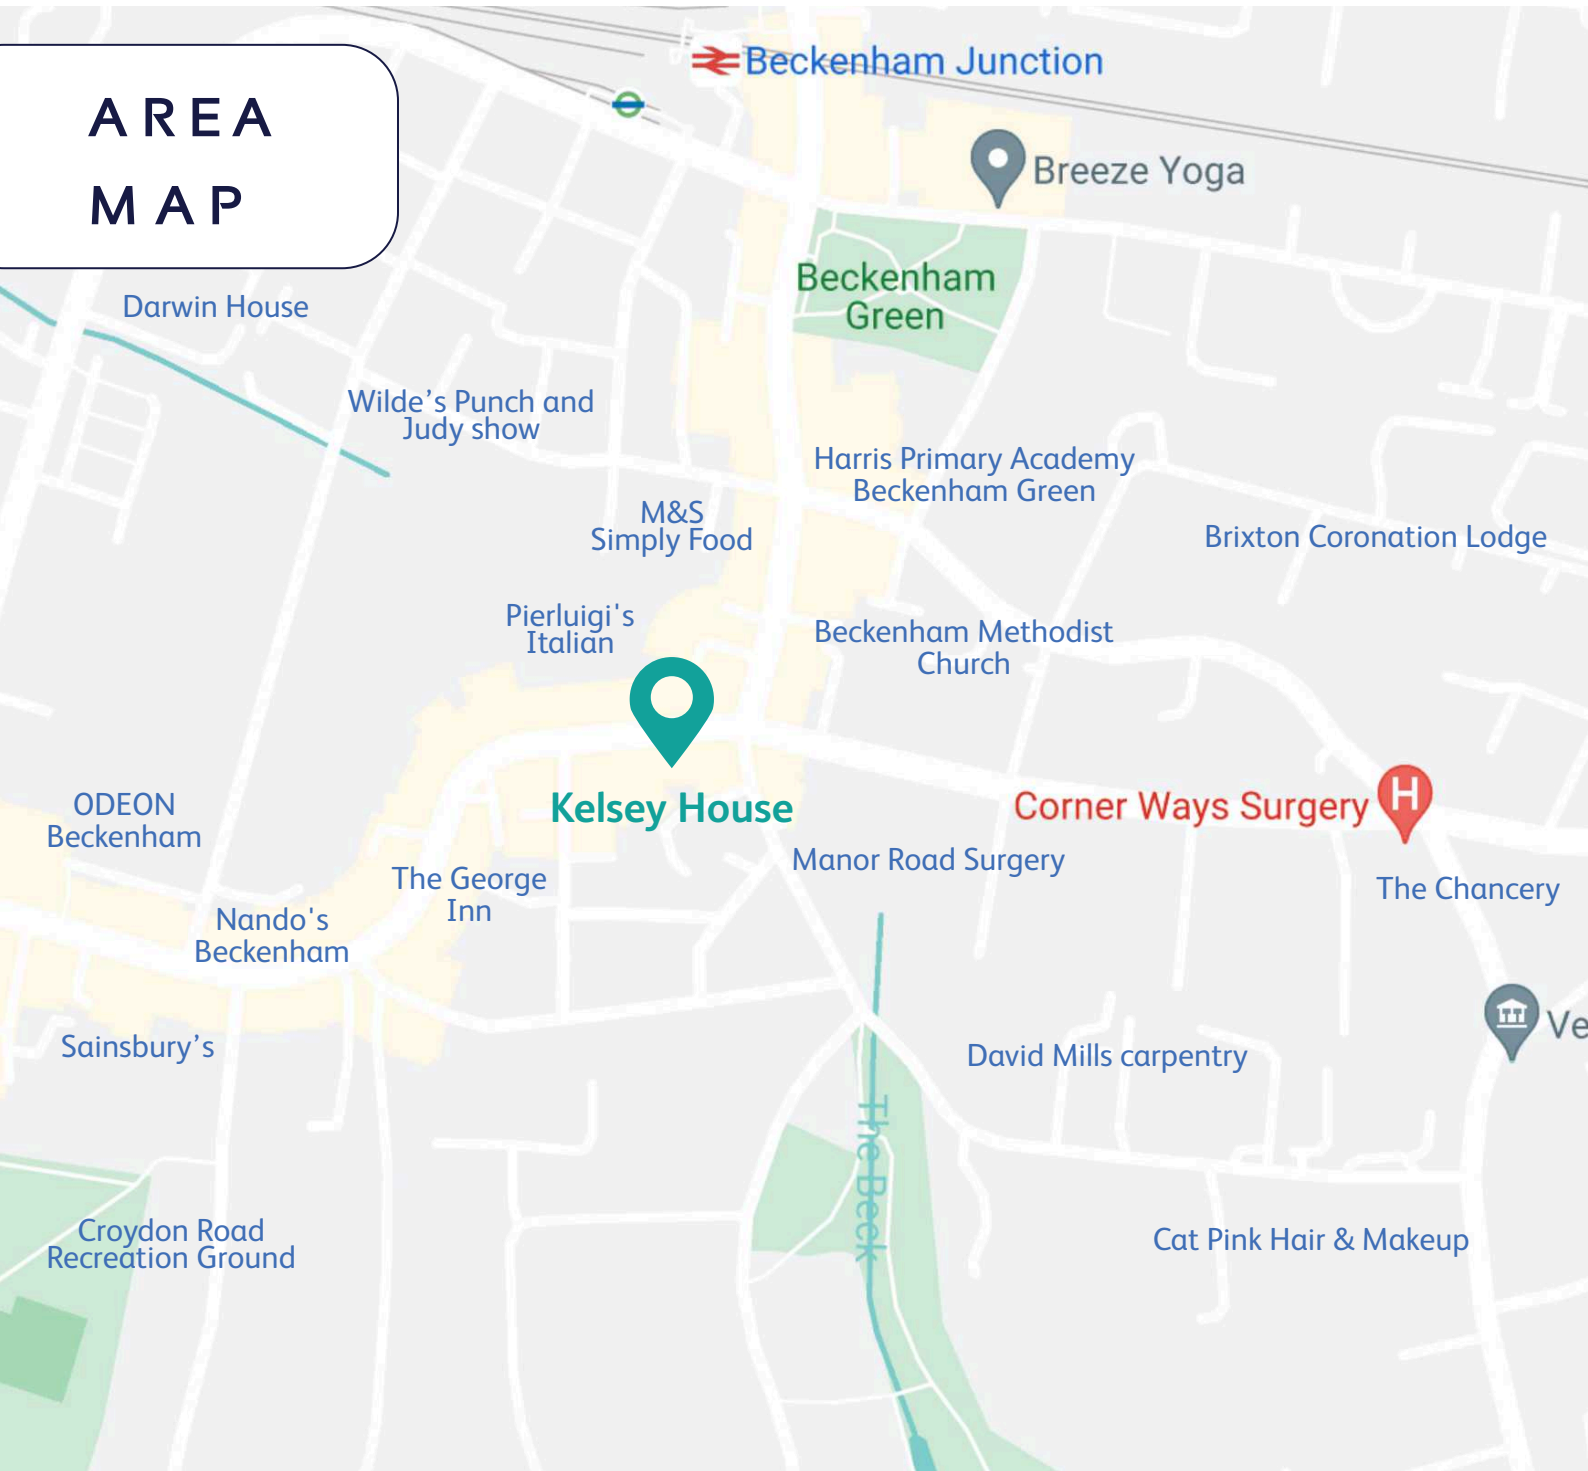 AREA
MAP
Beckenham Junction
Breeze Yoga
Beckenham
Green
Darwin House
Wilde’s Punch and
Judy show
Harris Primary Academy
Beckenham Green
M&S
Simply Food
Brixton Coronation Lodge
Pierluigi's
Italian
Beckenham Methodist
Church
Kelsey House
ODEON
Beckenham
Corner Ways Surgery
H
Manor Road Surgery
The George
Inn
The Chancery
Nando's
Beckenham
Sainsbury’s
Ve
David Mills carpentry
The Beck
Croydon Road
Recreation Ground
Cat Pink Hair & Makeup